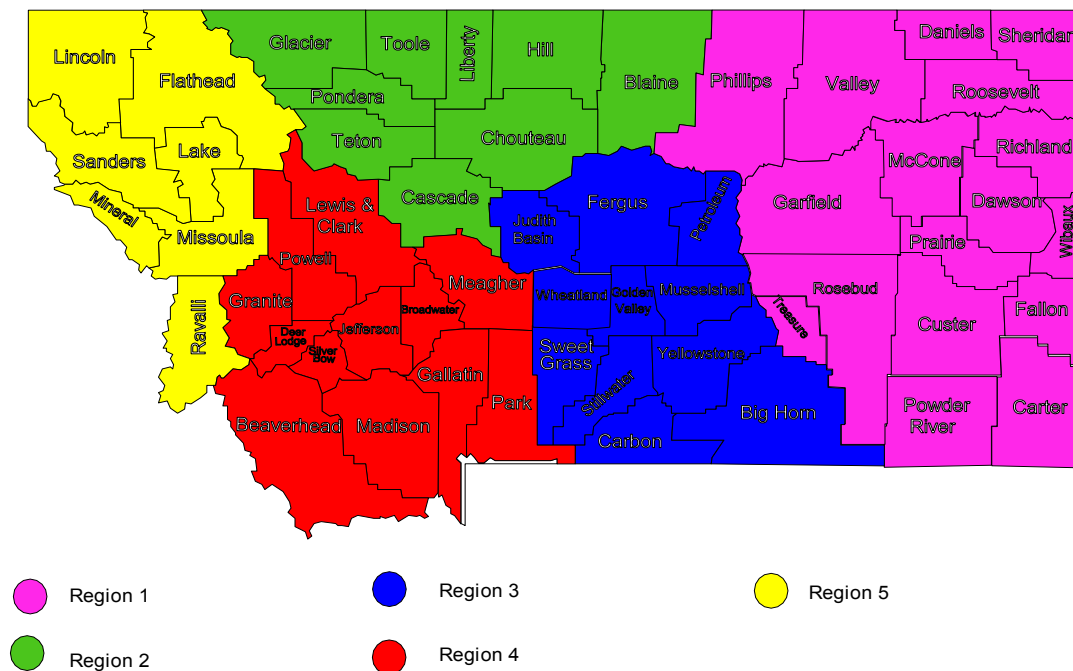 Lincoln
Flathead
Glacier
Toole
Liberty
Hill
Blaine
Phillips
Valley
Daniels
Sheridan
Roosevelt
Pondera
Teton
Chouteau
Sanders
Lake
Mineral
Missoula
Cascade
Lewis &
Clark
Powell
Judith
Basin
Fergus
Petroleum
Garfield
McCone
Richland
Dawson
Prairie
Wibaux
Ravalli
Granite
Deer
Lodge
Silver
Bow
Jefferson
Broadwater
Meagher
Wheatland
Golden
Valley
Musselshell
Rosebud
Treasure
Custer
Fallon
Beaverhead
Madison
Gallatin
Park
Sweet
Grass
Stillwater
Yellowstone
Carbon
Big Horn
Powder
River
Carter
Region 1
Region 3
Region 5
Region 2
Region 4